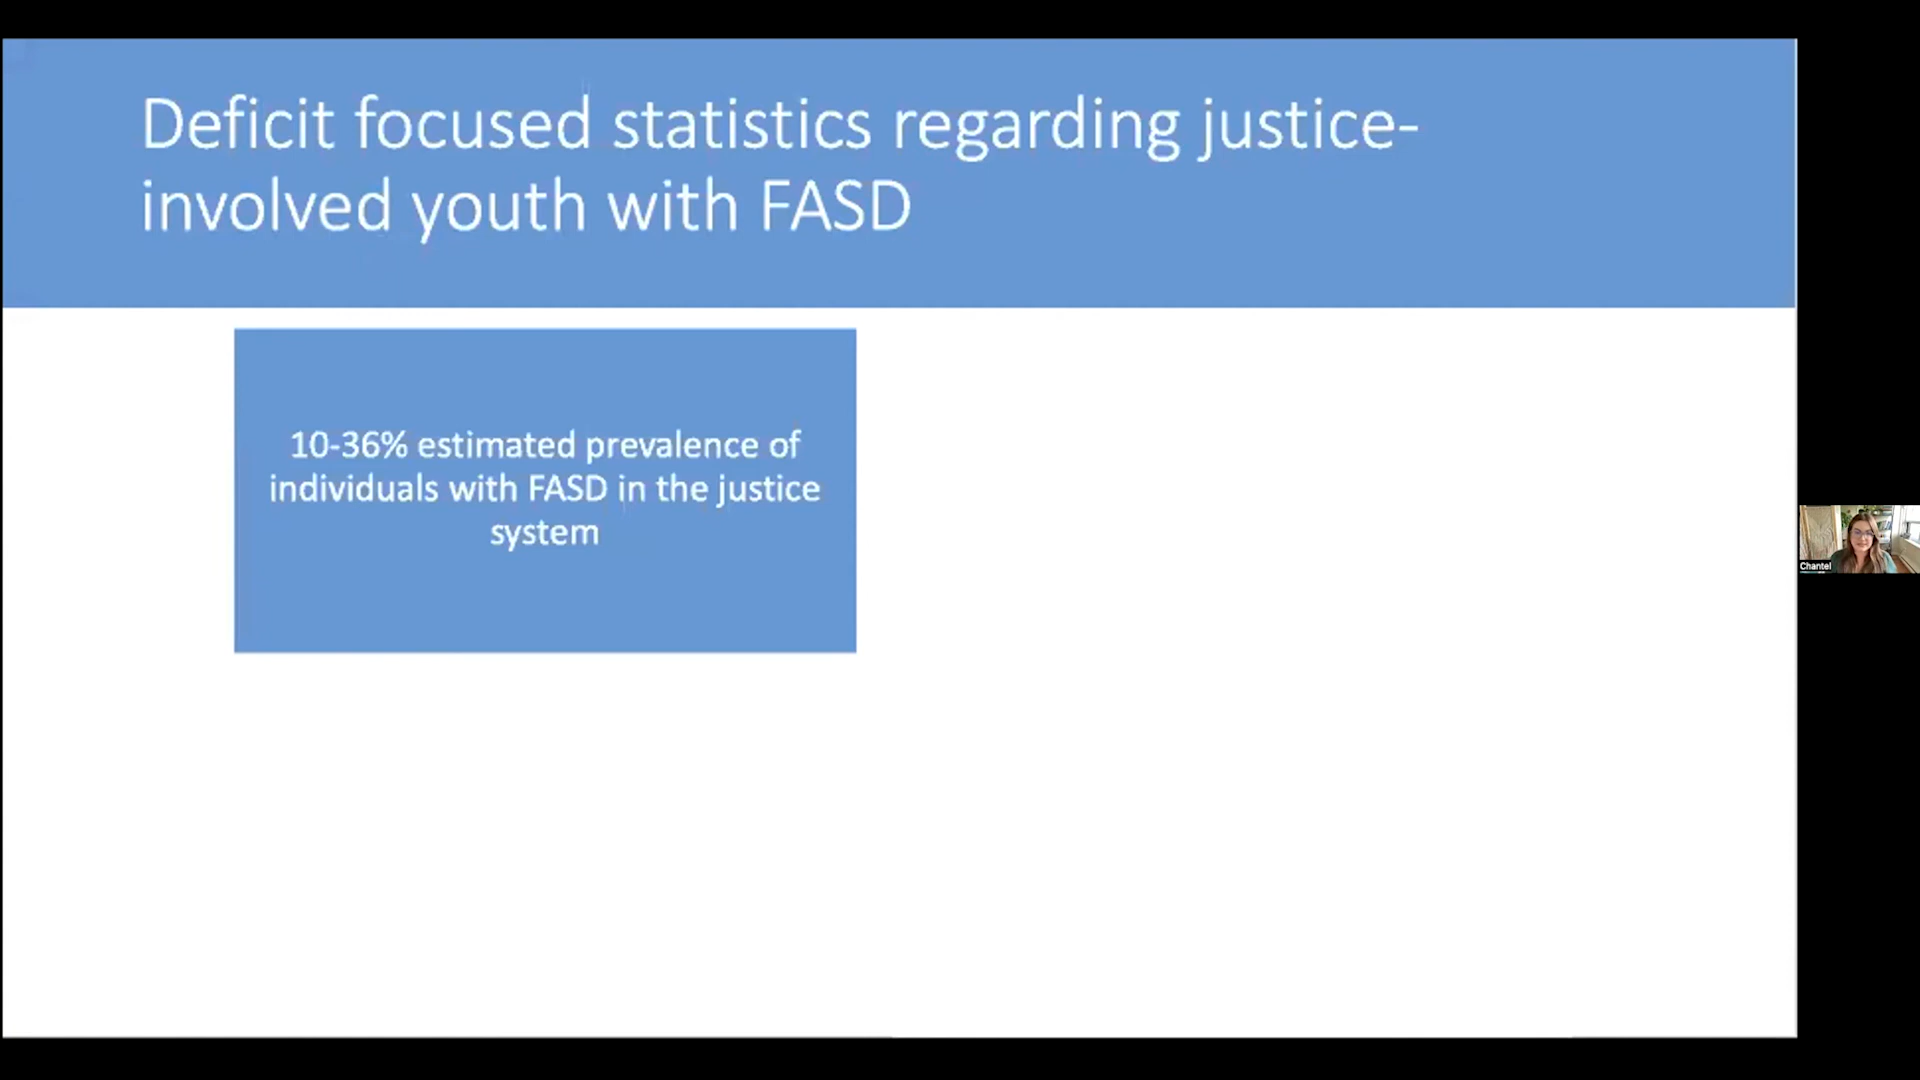 Deficit focused statistics regarding justice-
involved youth with FASD
10-36% estimated prevalence of
individuals with FASD in the justice
system
Chantel